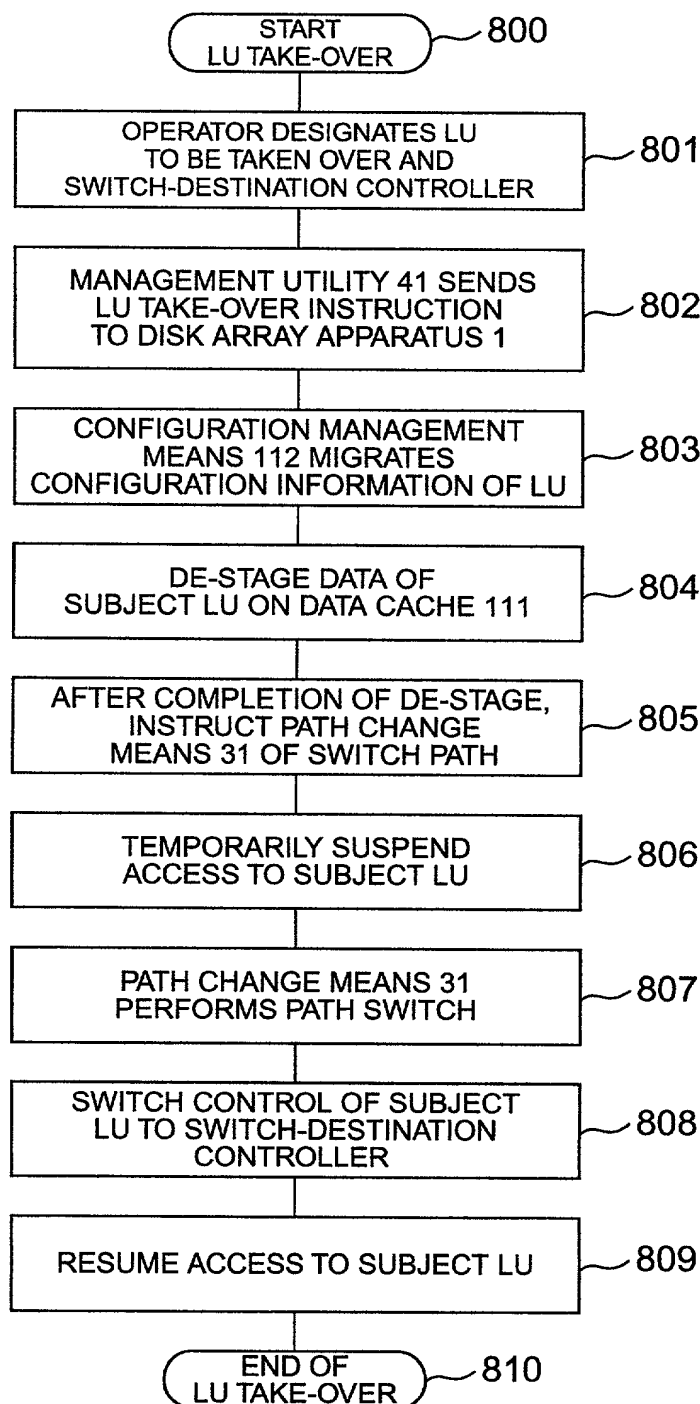 START
LU TAKE-OVER
800
OPERATOR DESIGNATES LU
TO BE TAKEN OVER AND
SWITCH-DESTINATION CONTROLLER
801
MANAGEMENT UTILITY 41 SENDS
LU TAKE-OVER INSTRUCTION
TO DISK ARRAY APPARATUS 1
802
CONFIGURATION MANAGEMENT
MEANS 112 MIGRATES
CONFIGURATION INFORMATION OF LU
803
DE-STAGE DATA OF
SUBJECT LU ON DATA CACHE 111
804
AFTER COMPLETION OF DE-STAGE,
INSTRUCT PATH CHANGE
MEANS 31 OF SWITCH PATH
805
TEMPORARILY SUSPEND
ACCESS TO SUBJECT LU
806
PATH CHANGE MEANS 31
PERFORMS PATH SWITCH
807
SWITCH CONTROL OF SUBJECT
LU TO SWITCH-DESTINATION
CONTROLLER
808
RESUME ACCESS TO SUBJECT LU
809
END OF
LU TAKE-OVER
810